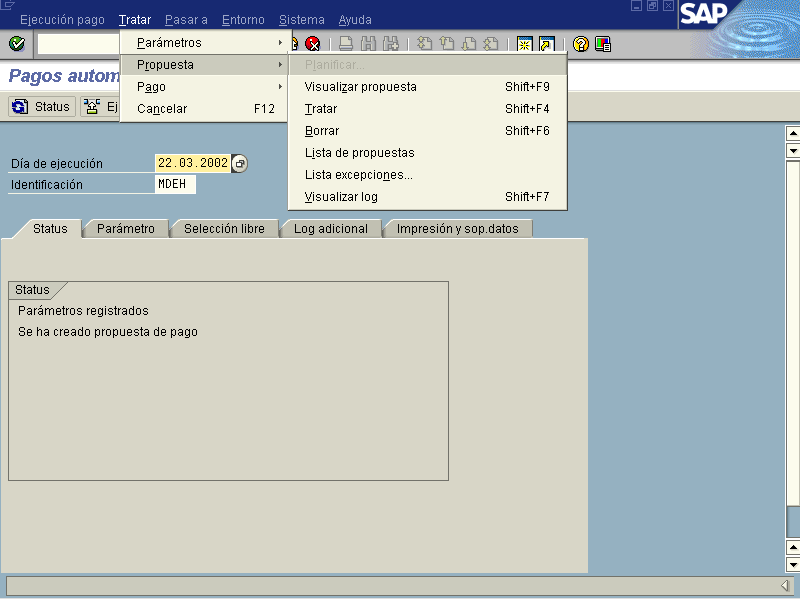 Ejecución pago Tratar Pasar a Entorno Sistema Ayuda
SAP
Parámetros
Propuesta
Pago
Cancelar F12
Planificar...
Visualizar propuesta Shift+F9
Tratar Shift+F4
Borrar Shift+F6
Lista de propuestas
Lista excepciones...
Visualizar log Shift+F7
Pagos autom
Status Ej
Día de ejecución 22.03.2002
Identificación MDEH
Status Parámetro Selección libre Log adicional Impresión y sop.datos
Status
Parámetros registrados
Se ha creado propuesta de pago